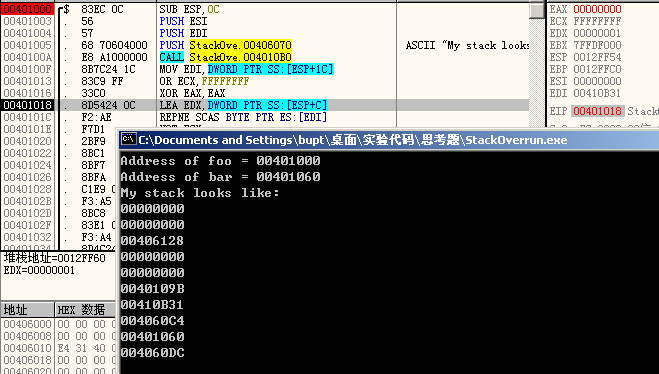 00401000 $ 83EC 0C SUB ESP,0C
00401003 . 56 PUSH ESI
00401004 . 57 PUSH EDI
00401005 . 68 70604000 PUSH StackOve.00406070 ASCII "My stack looks
0040100A . E8 A1000000 CALL StackOve.004010B0
0040100F . 8B7C24 1C MOV EDI,DWORD PTR SS:[ESP+1C]
00401013 . 83C9 FF OR ECX,FFFFFFFF
00401016 . 33C0 XOR EAX,EAX
00401018 . 8D5424 0C LEA EDX,DWORD PTR SS:[ESP+C]
0040101C . F2:AE REPNE SCAS BYTE PTR ES:[EDI]
0040101E . F7D1
00401020 . 2BF9
00401022 . 8BC1
00401024 . 8BF7
00401026 . 8BFA
00401028 . C1E9
0040102B . F3:A5
0040102D . 8BC8
0040102F . 83E1
00401032 . F3:A4
00401034 . 8D4C24
堆栈地址=0012FF60
EDX=00000001
地址 HEX 数据
00406000 00 00 00
00406008 00 00 00
00406010 E4 31 40
00406018 00 00 00
00406020 00 00 00
EAX 00000000
ECX FFFFFFFF
EDX 00000001
EBX 7FFDF000
ESP 0012FF54
EBP 0012FFC0
ESI 00000000
EDI 00410B31
EIP 00401018 Stack
C:\Documents and Settings\bupt\桌面\实验代码\思考题\StackOverrun.exe
Address of foo = 00401000
Address of bar = 00401060
My stack looks like:
00000000
00000000
00406128
00000000
00000000
0040109B
00410B31
004060C4
00401060
004060DC